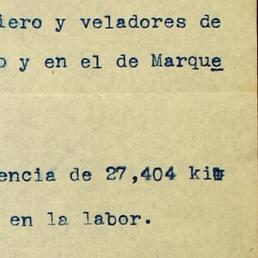 iero y veladores de
o y en el de Marque
encia de 27,404 ki
en la labor.